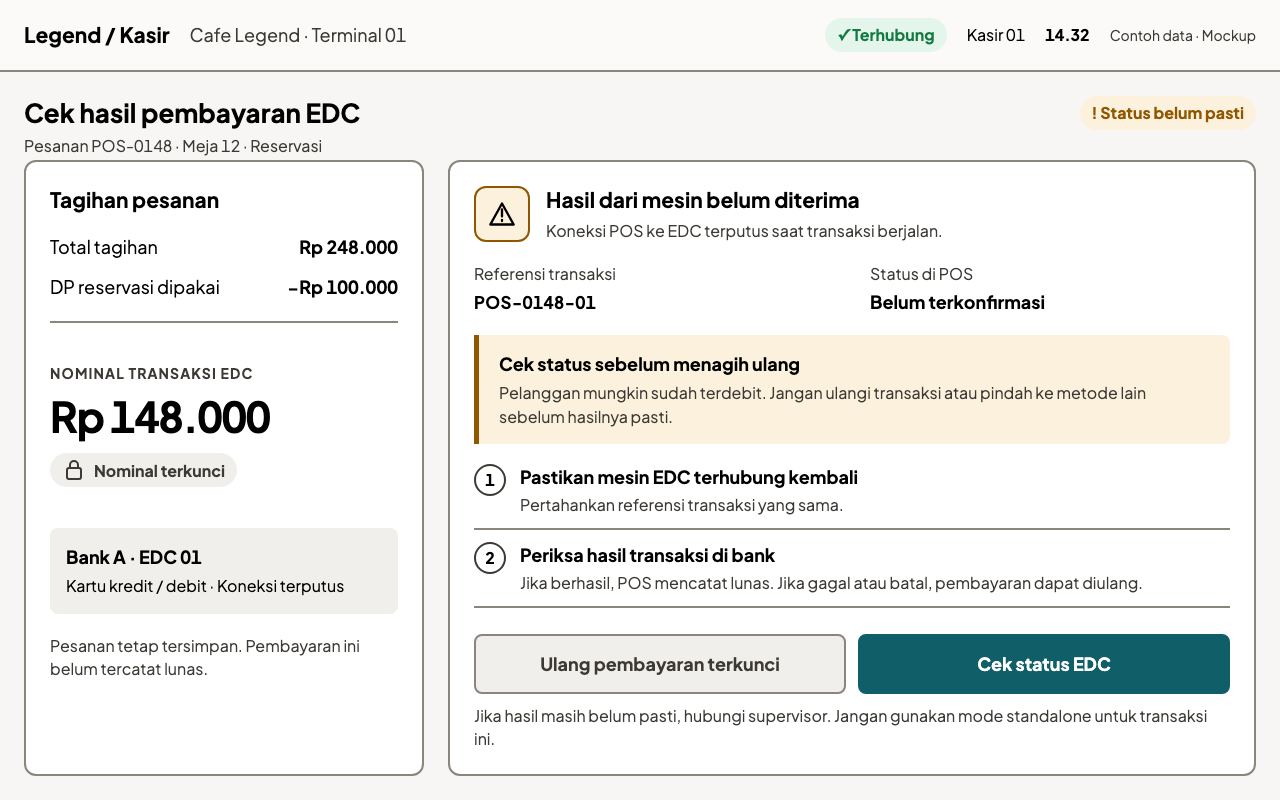 Legend / Kasir
Cafe Legend · Terminal 01
✓Terhubung
Kasir 01
14.32
Contoh data · Mockup
Cek hasil pembayaran EDC
! Status belum pasti
Pesanan POS-0148 · Meja 12 · Reservasi
Tagihan pesanan
Total tagihan
Rp 248.000
DP reservasi dipakai
–Rp 100.000
NOMINAL TRANSAKSI EDC
Rp 148.000
Nominal terkunci
Bank A · EDC 01
Kartu kredit / debit · Koneksi terputus
Pesanan tetap tersimpan. Pembayaran ini
belum tercatat lunas.
Hasil dari mesin belum diterima
Koneksi POS ke EDC terputus saat transaksi berjalan.
Referensi transaksi
POS-0148-01
Status di POS
Belum terkonfirmasi
Cek status sebelum menagih ulang
Pelanggan mungkin sudah terdebit. Jangan ulangi transaksi atau pindah ke metode lain
sebelum hasilnya pasti.
1
Pastikan mesin EDC terhubung kembali
Pertahankan referensi transaksi yang sama.
2
Periksa hasil transaksi di bank
Jika berhasil, POS mencatat lunas. Jika gagal atau batal, pembayaran dapat diulang.
Ulang pembayaran terkunci
Cek status EDC
Jika hasil masih belum pasti, hubungi supervisor. Jangan gunakan mode standalone untuk transaksi
ini.